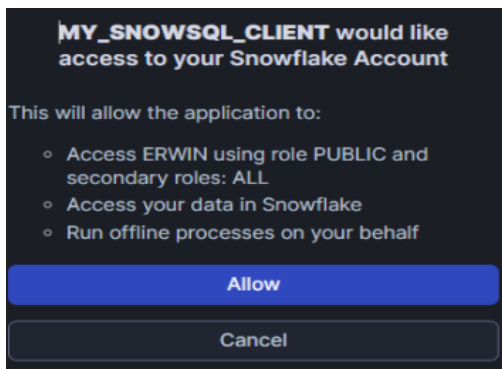 MY_SNOWSQL_CLIENT would like
access to your Snowflake Account
This will allow the application to:
Access ERWIN using role PUBLIC and
secondary roles: ALL
Access your data in Snowflake
Run offline processes on your behalf
Allow
Cancel